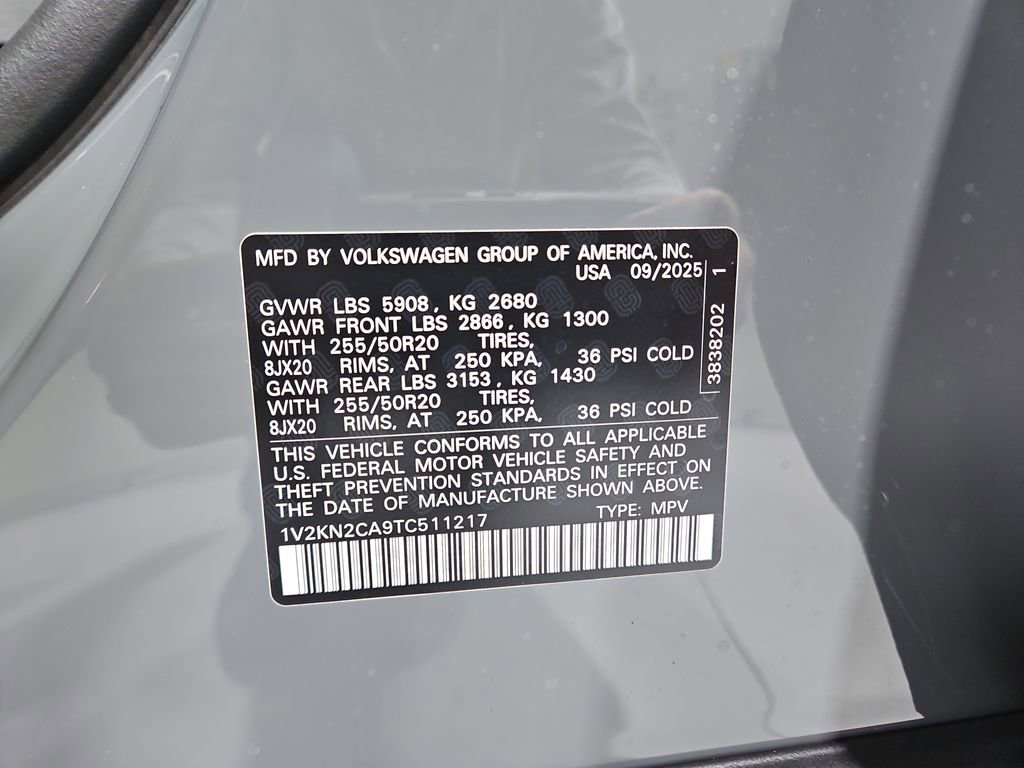 MFD BY VOLKSWAGEN GROUP OF AMERICA, INC.
USA 09/2025
GVWR LBS 5908, KG 2680
GAWR FRONT LBS 2866, KG 1300
WITH 255/50R20 TIRES,
8JX20 RIMS, AT 250 KPA, 36 PSI COLD
GAWR REAR LBS 3153, KG 1430
WITH 255/50R20 TIRES,
8JX20 RIMS, AT 250 KPA, 36 PSI COLD
THIS VEHICLE CONFORMS TO ALL APPLICABLE
U.S. FEDERAL MOTOR VEHICLE SAFETY AND
THEFT PREVENTION STANDARDS IN EFFECT ON
THE DATE OF MANUFACTURE SHOWN ABOVE.
1V2KN2CA9TC511217 TYPE: MPV
3838202 1